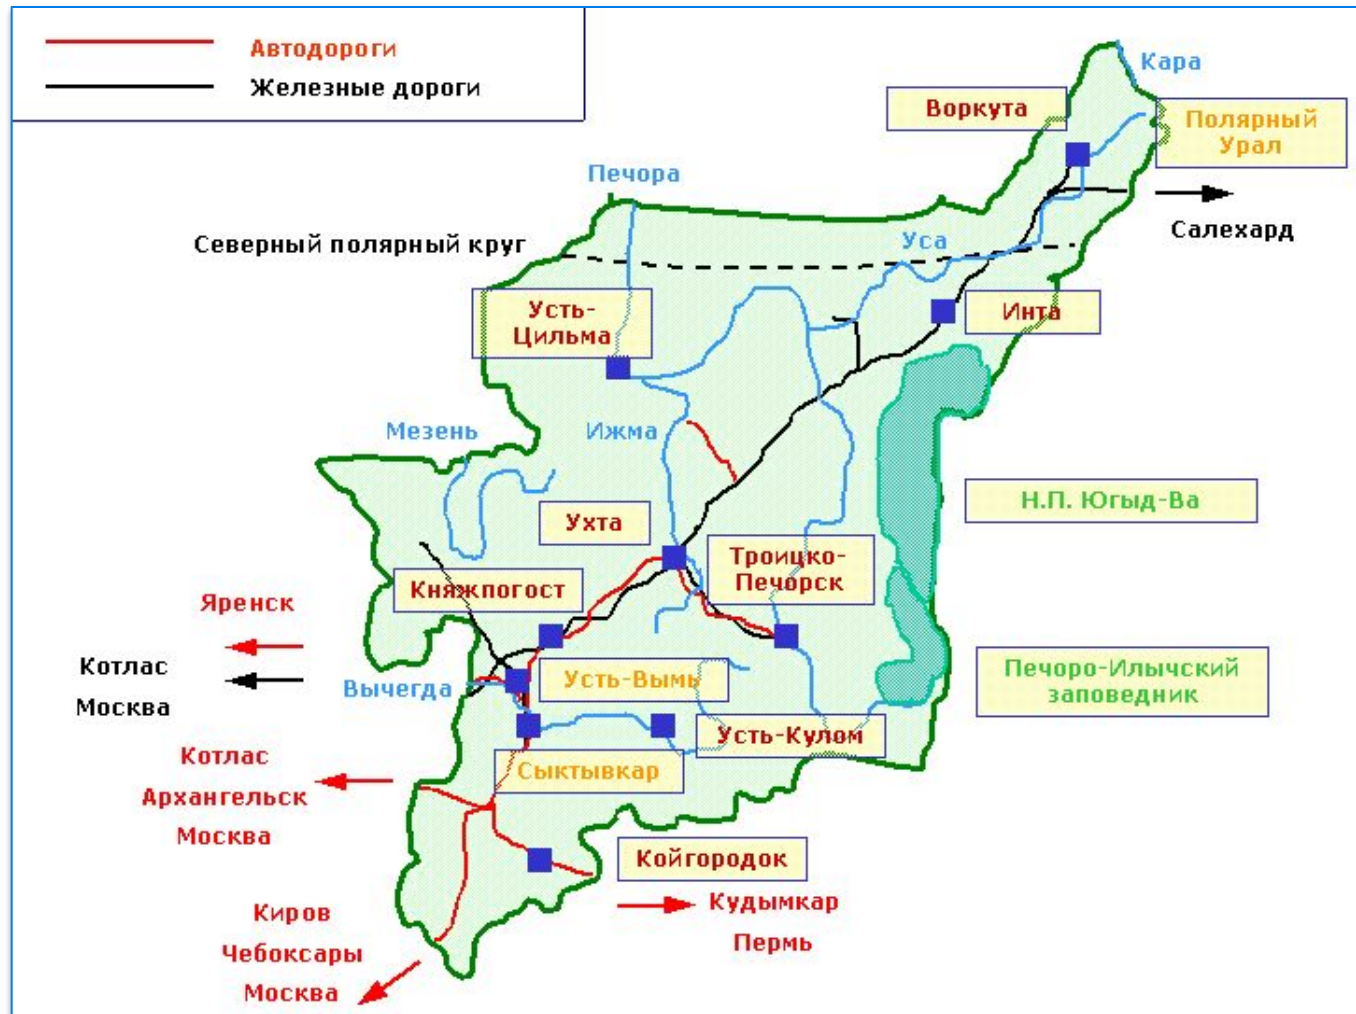 Автодороги
Железные дороги
Кара
Воркута
Полярный
Урал
Печора
Салехард
Северный полярный круг
Уса
Усть-
Цильма
Инта
Мезень
Ижма
Н.П. Югыд-Ва
Ухта
Троицко-
Печорск
Княжпогост
Яренск
Котлас
Москва
Вычегда
Усть-Вымь
Печоро-Илычский
заповедник
Усть-Кулом
Сыктывкар
Котлас
Архангельск
Москва
Койгородок
Кудымкар
Пермь
Киров
Чебоксары
Москва